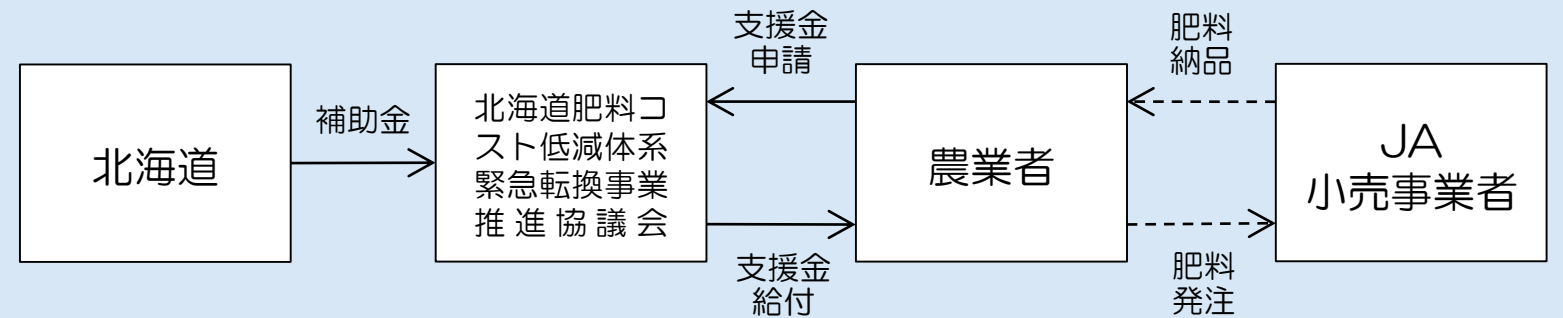 北海道
補助金
北海道肥料コ
スト低減体系
緊急転換事業
推進協議会
支援金
申請
支援金
給付
農業者
肥料
納品
肥料
発注
JA
小売事業者